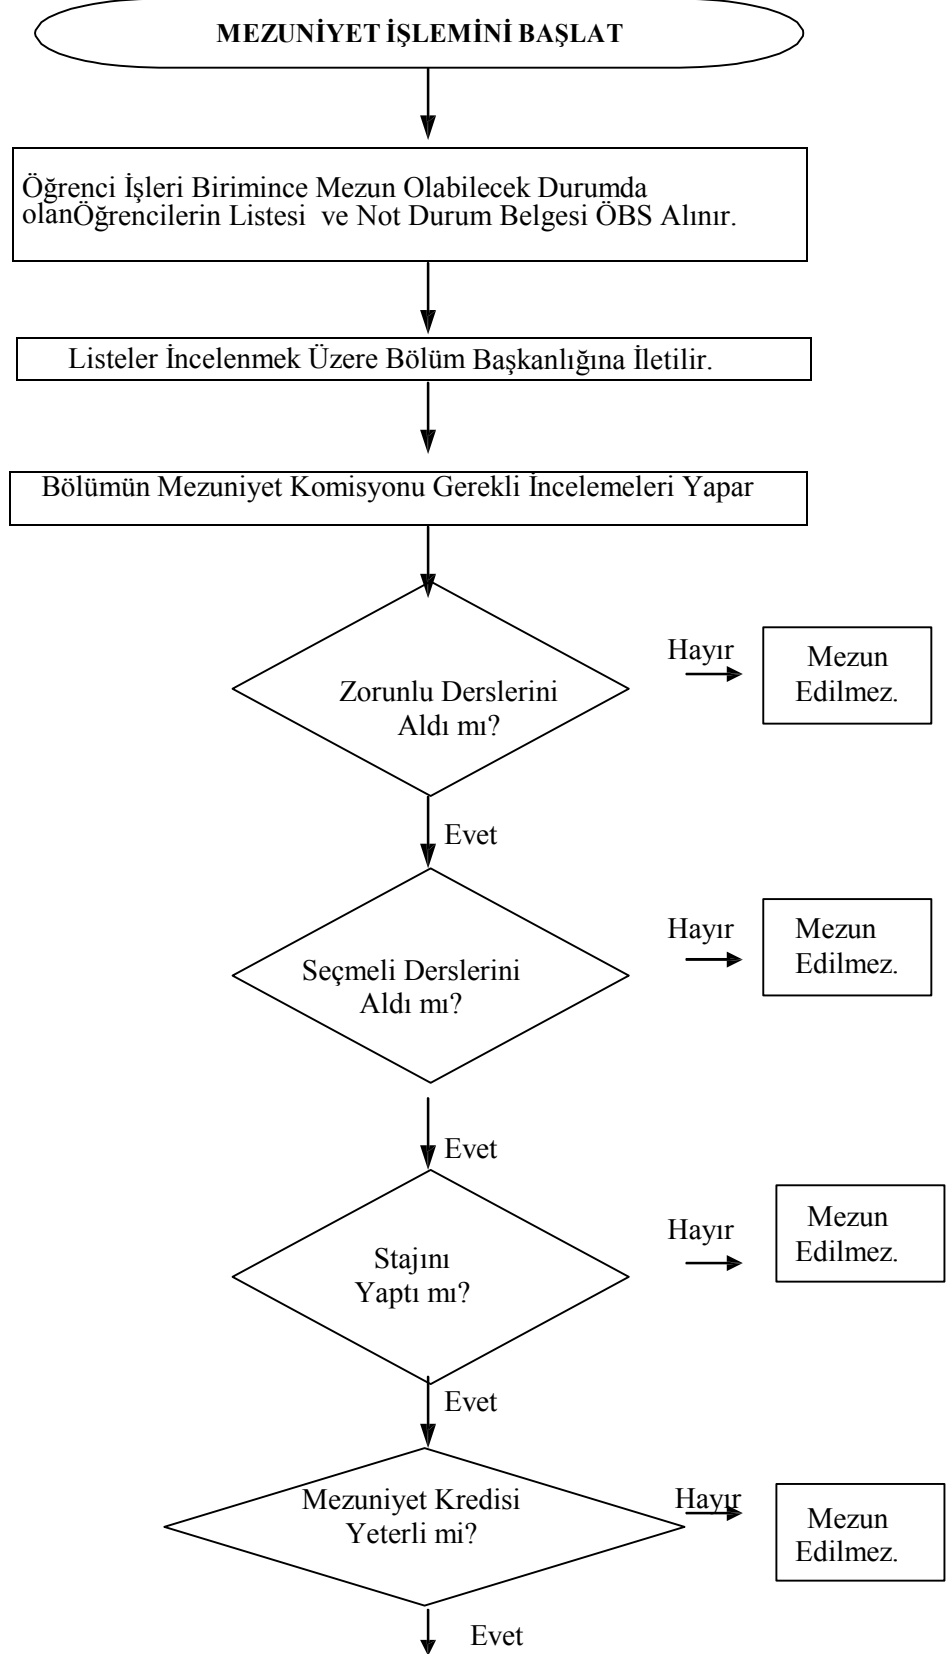 MEZUNİYET İŞLEMİNİ BAŞLAT
Öğrenci İşleri Birimince Mezun Olabilecek Durumda
olanÖğrencilerin Listesi ve Not Durum Belgesi ÖBS Alınır.
Listeler İncelenmek Üzere Bölüm Başkanlığına İletilir.
Bölümün Mezuniyet Komisyonu Gerekli İncelemeleri Yapar
Zorunlu Derslerini
Aldı mı?
Hayır
Mezun
Edilmez.
Evet
Seçmeli Derslerini
Aldı mı?
Hayır
Mezun
Edilmez.
Evet
Stajını
Yaptı mı?
Hayır
Mezun
Edilmez.
Evet
Mezuniyet Kredisi
Yeterli mi?
Hayır
Mezun
Edilmez.
Evet